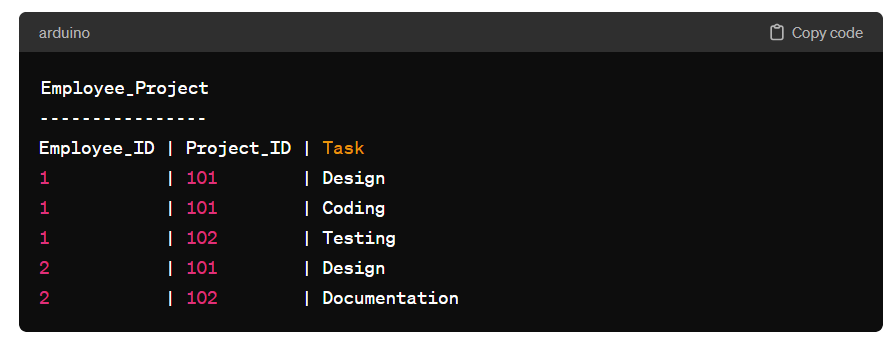 arduino Copy code
Employee_Project
----------------
Employee_ID | Project_ID | Task
1           | 101        | Design
1           | 101        | Coding
1           | 102        | Testing
2           | 101        | Design
2           | 102        | Documentation